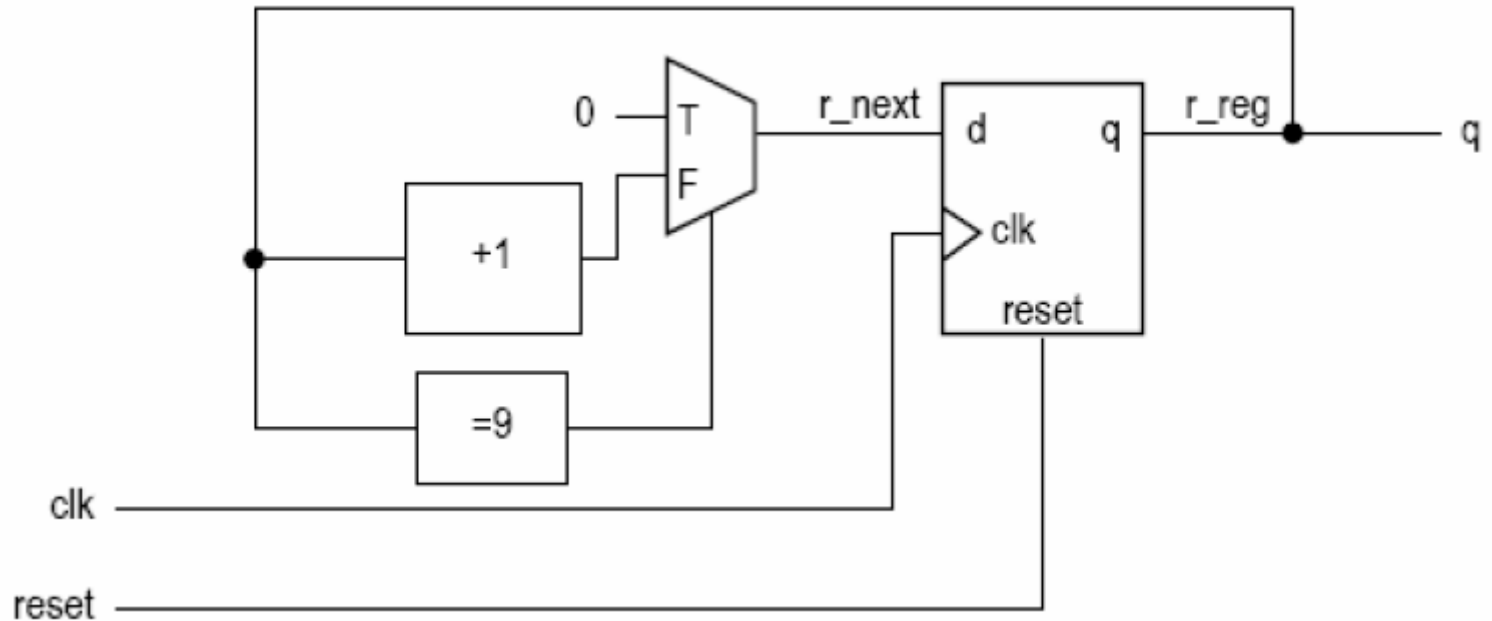 0
T
F
r_next
d
q
r_reg
q
+1
clk
reset
=9
clk
reset